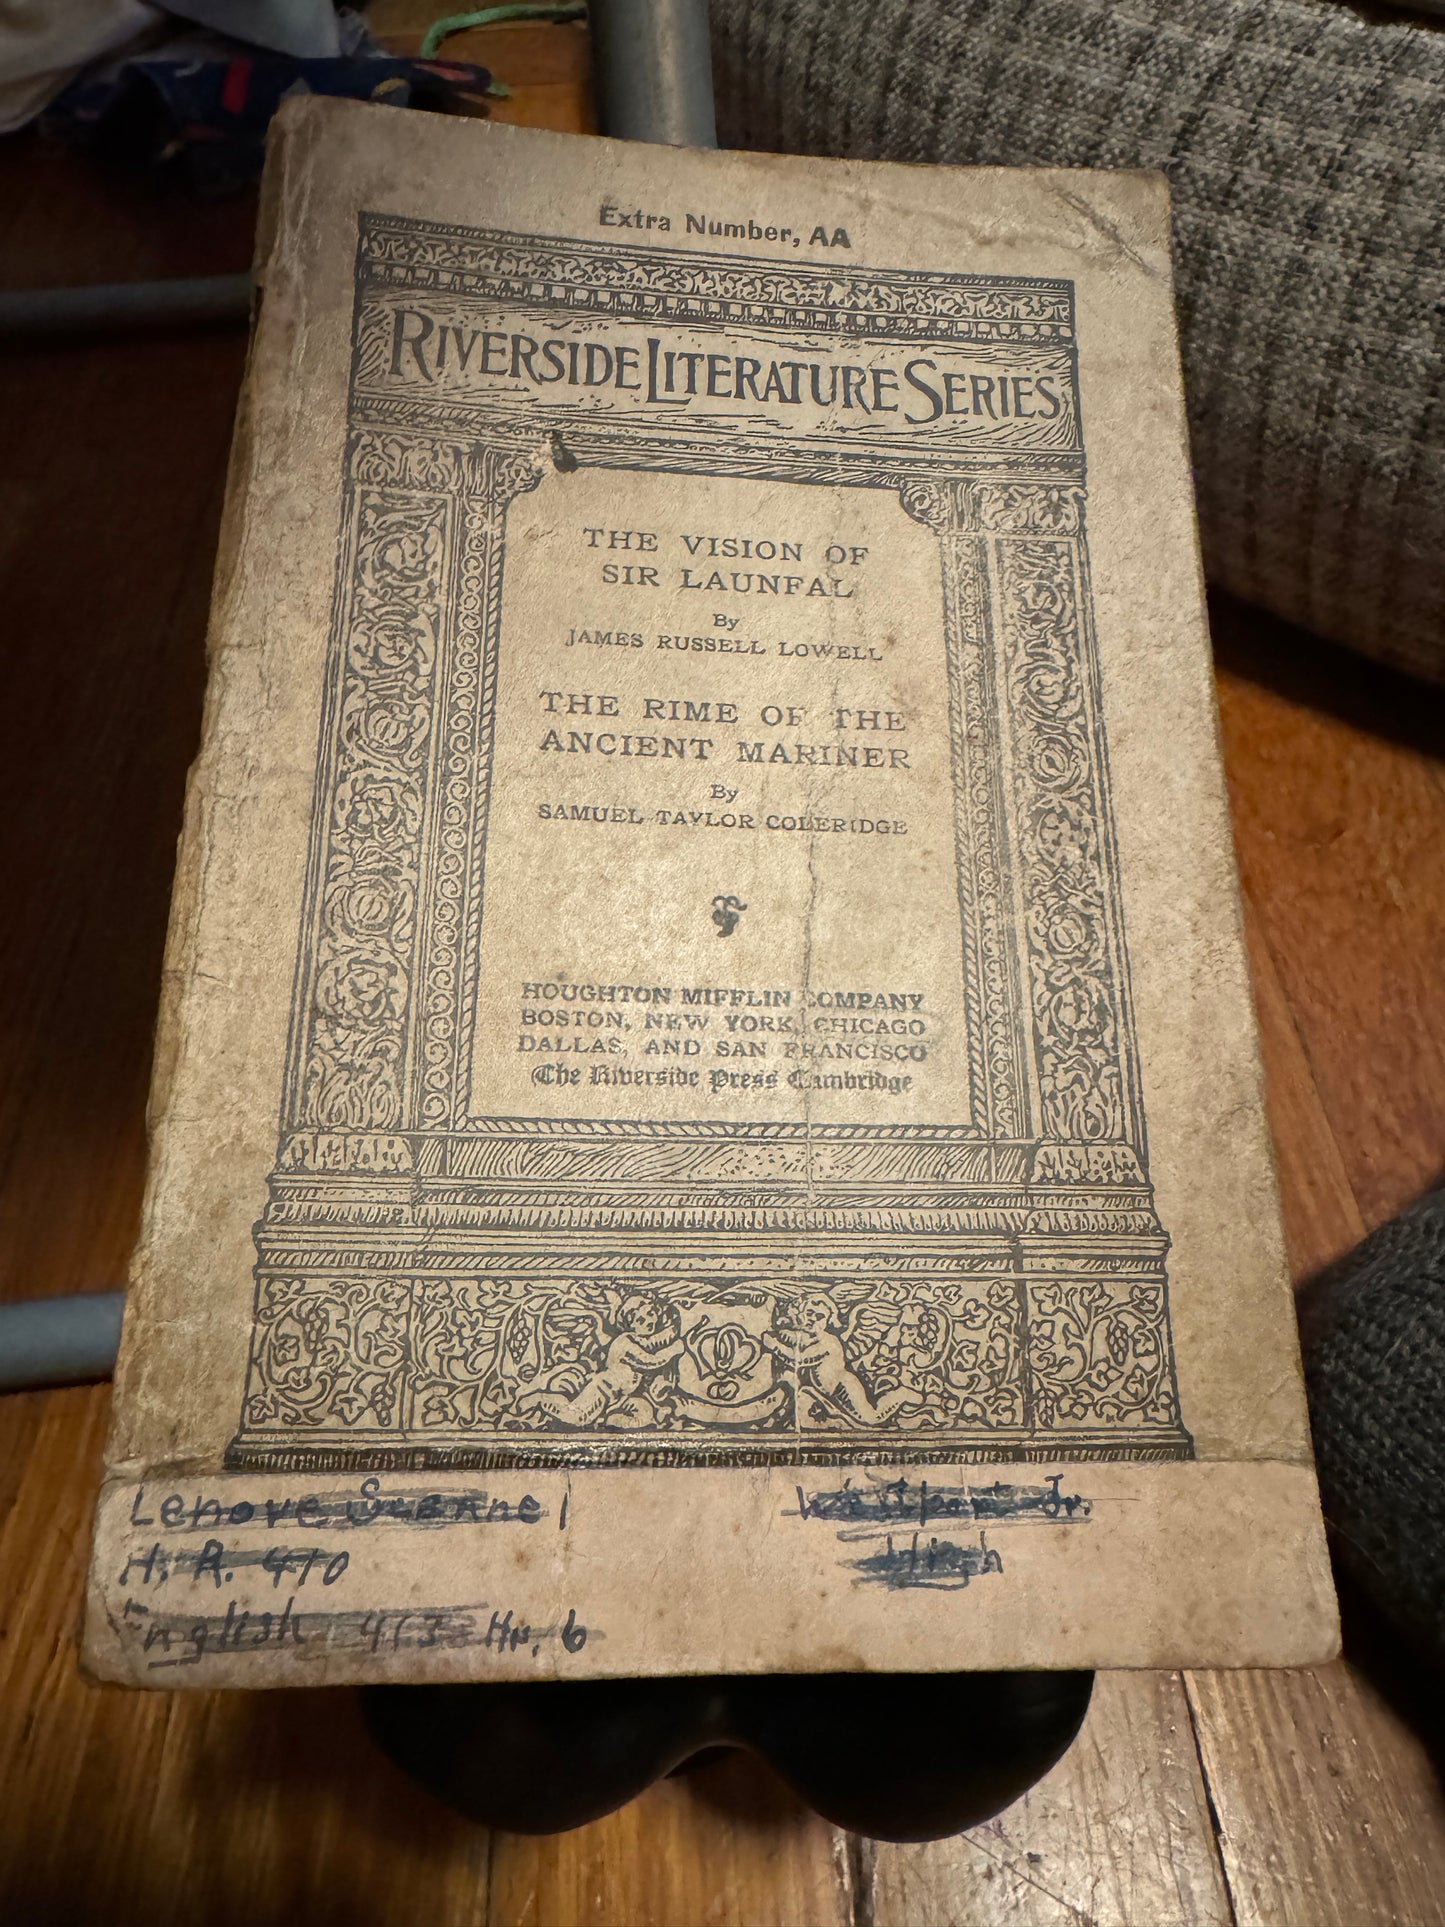 Extra Number, AA
RIVERSIDE LITERATURE SERIES
THE VISION OF
SIR LAUNFAL
By
JAMES RUSSELL LOWELL
THE RIME OF THE
ANCIENT MARINER
By
SAMUEL TAYLOR COLERIDGE
HOUGHTON MIFFLIN COMPANY
BOSTON, NEW YORK, CHICAGO
DALLAS, AND SAN FRANCISCO
The Riverside Press Cambridge
Lenore
Jr.
H. R. 410
High
English 413 Hr. 6